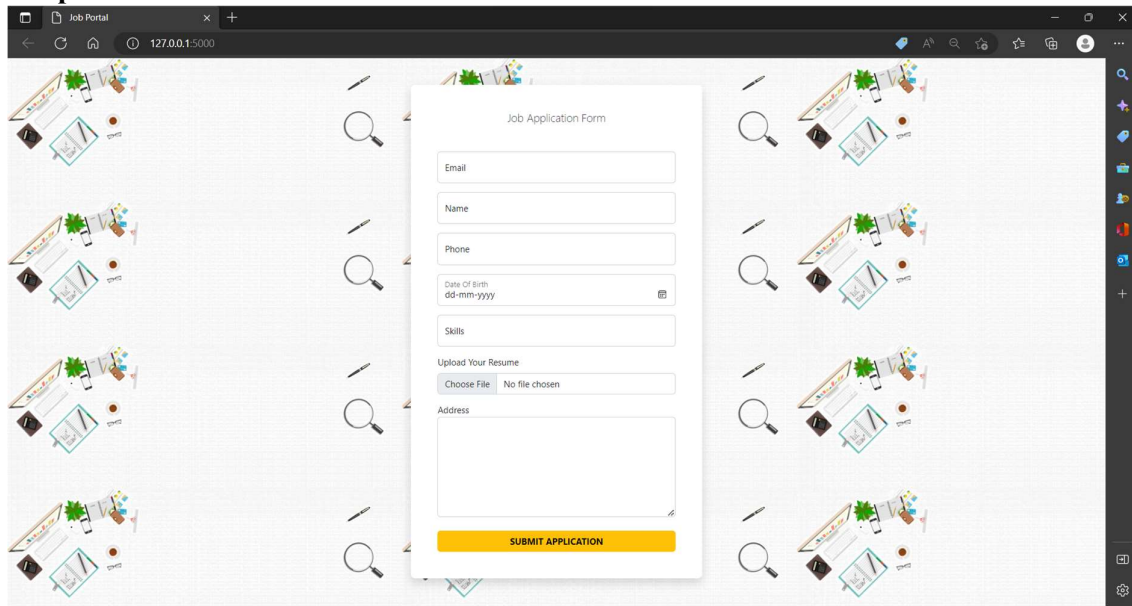 Job Portal
127.0.0.1:5000
Job Application Form
Email
Name
Phone
Date Of Birth
dd-mm-yyyy
Skills
Upload Your Resume
Choose File No file chosen
Address
SUBMIT APPLICATION